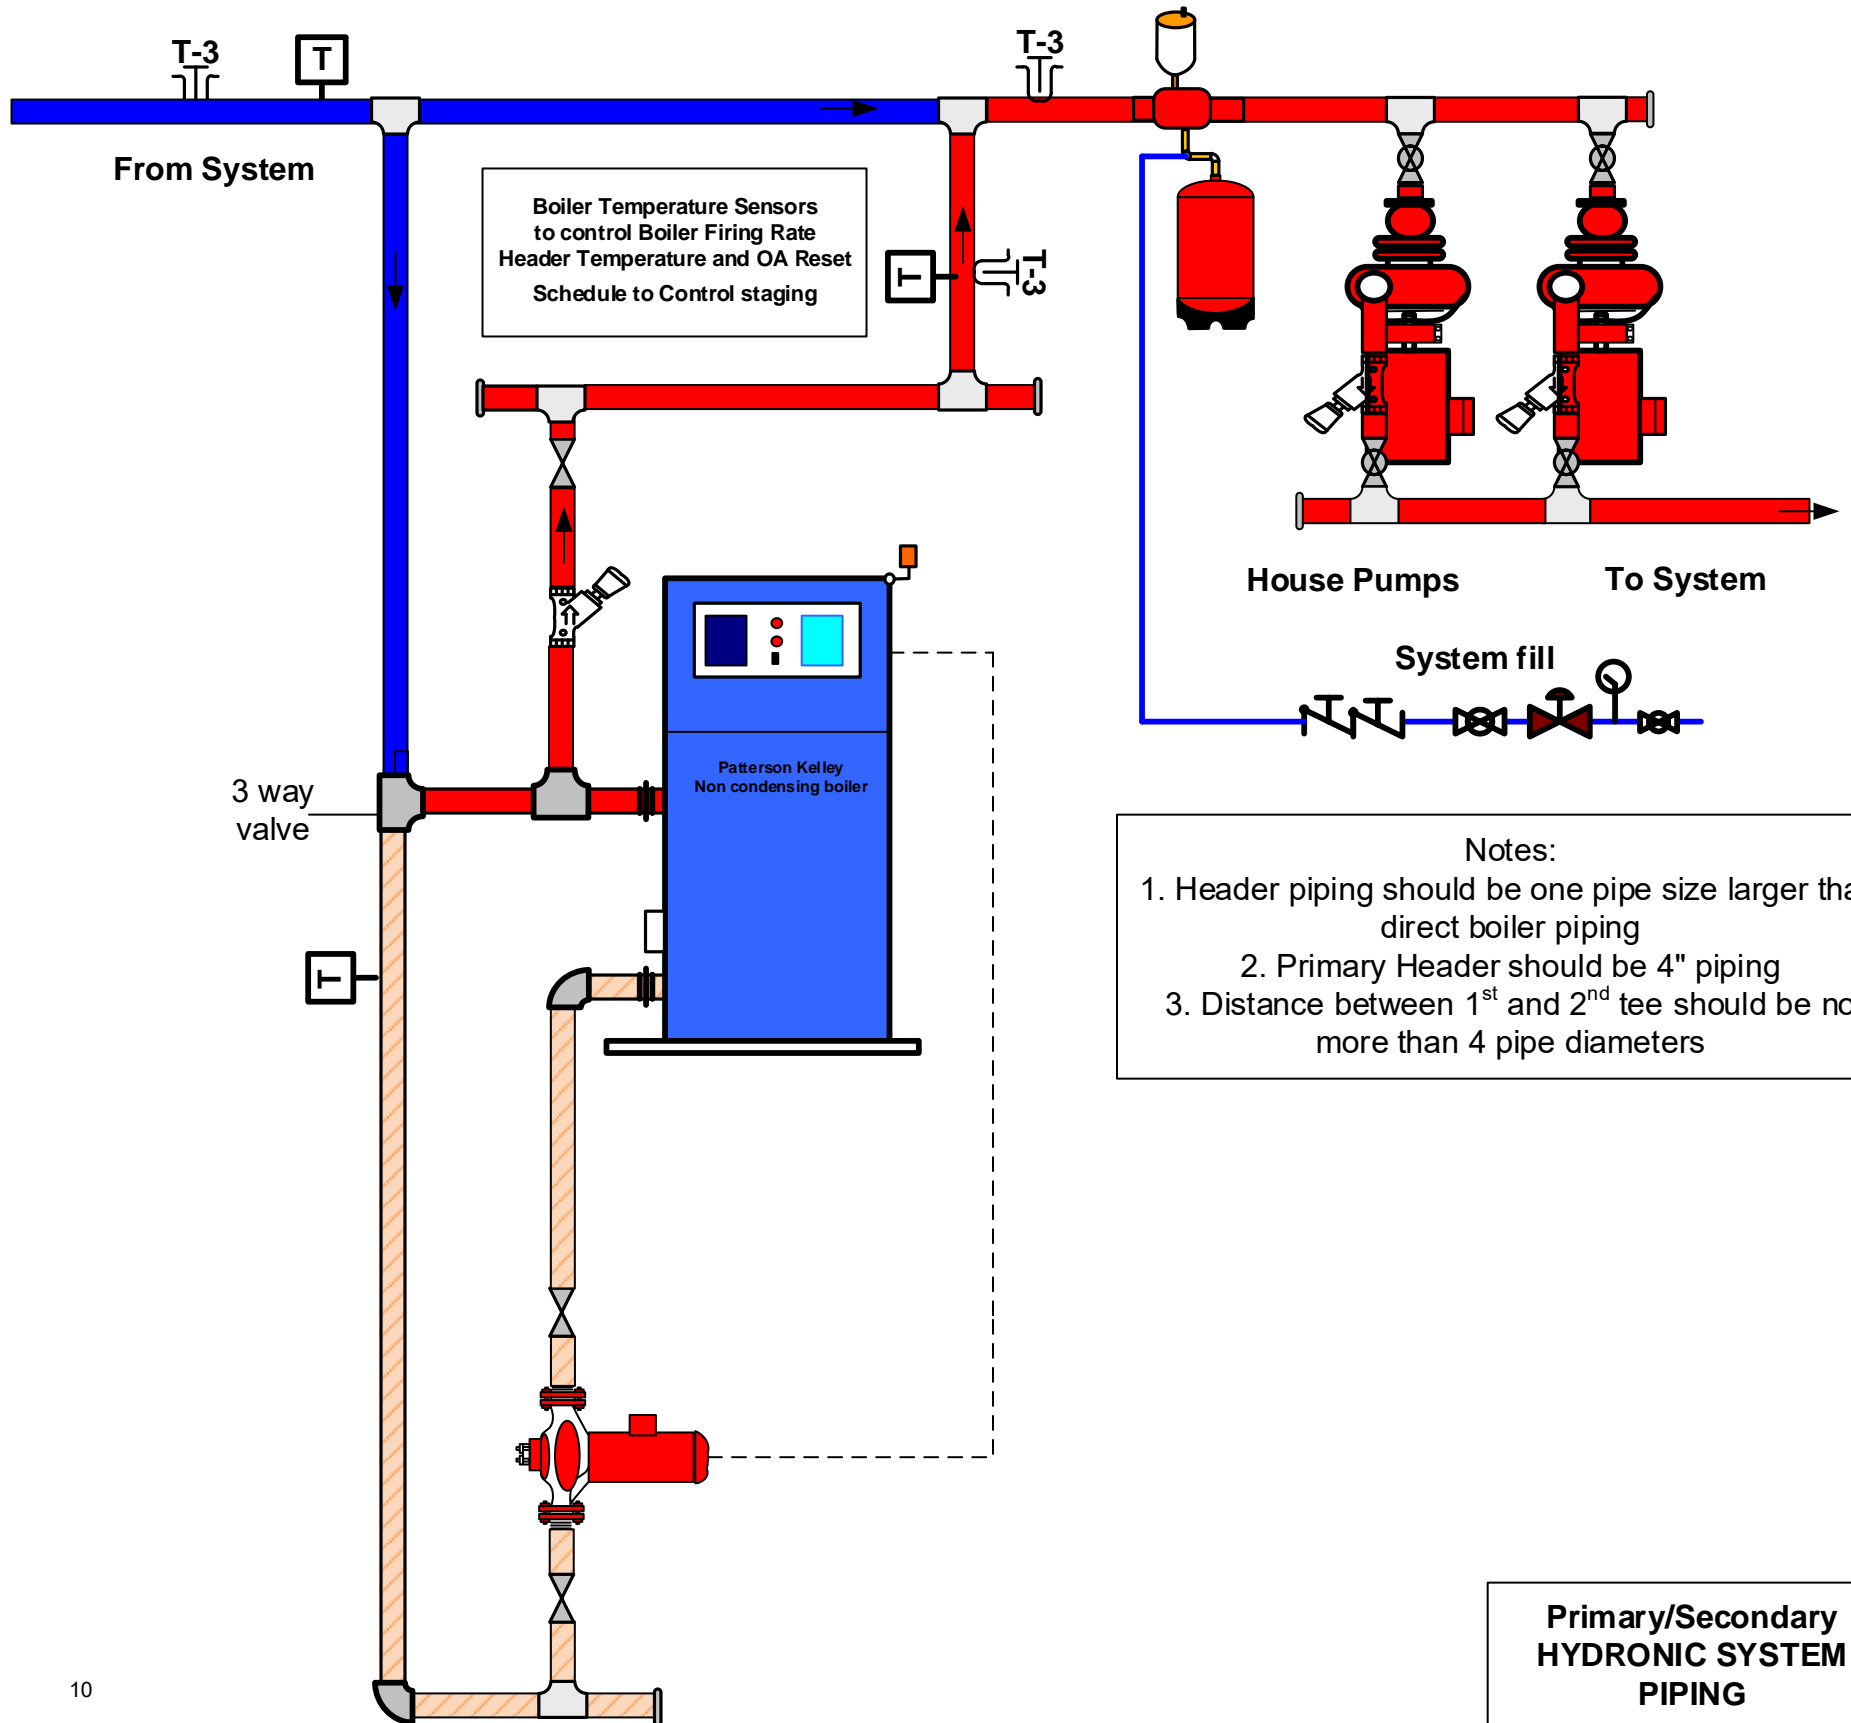 T-3
T
T-3
From System
Boiler Temperature Sensors
to control Boiler Firing Rate
Header Temperature and OA Reset
Schedule to Control staging
T
T-3
House Pumps
To System
System fill
Patterson Kelley
Non condensing boiler
3 way
valve
T
Notes:
1. Header piping should be one pipe size larger tha
direct boiler piping
2. Primary Header should be 4" piping
3. Distance between 1st and 2nd tee should be no
more than 4 pipe diameters
Primary/Secondary
HYDRONIC SYSTEM
PIPING
10